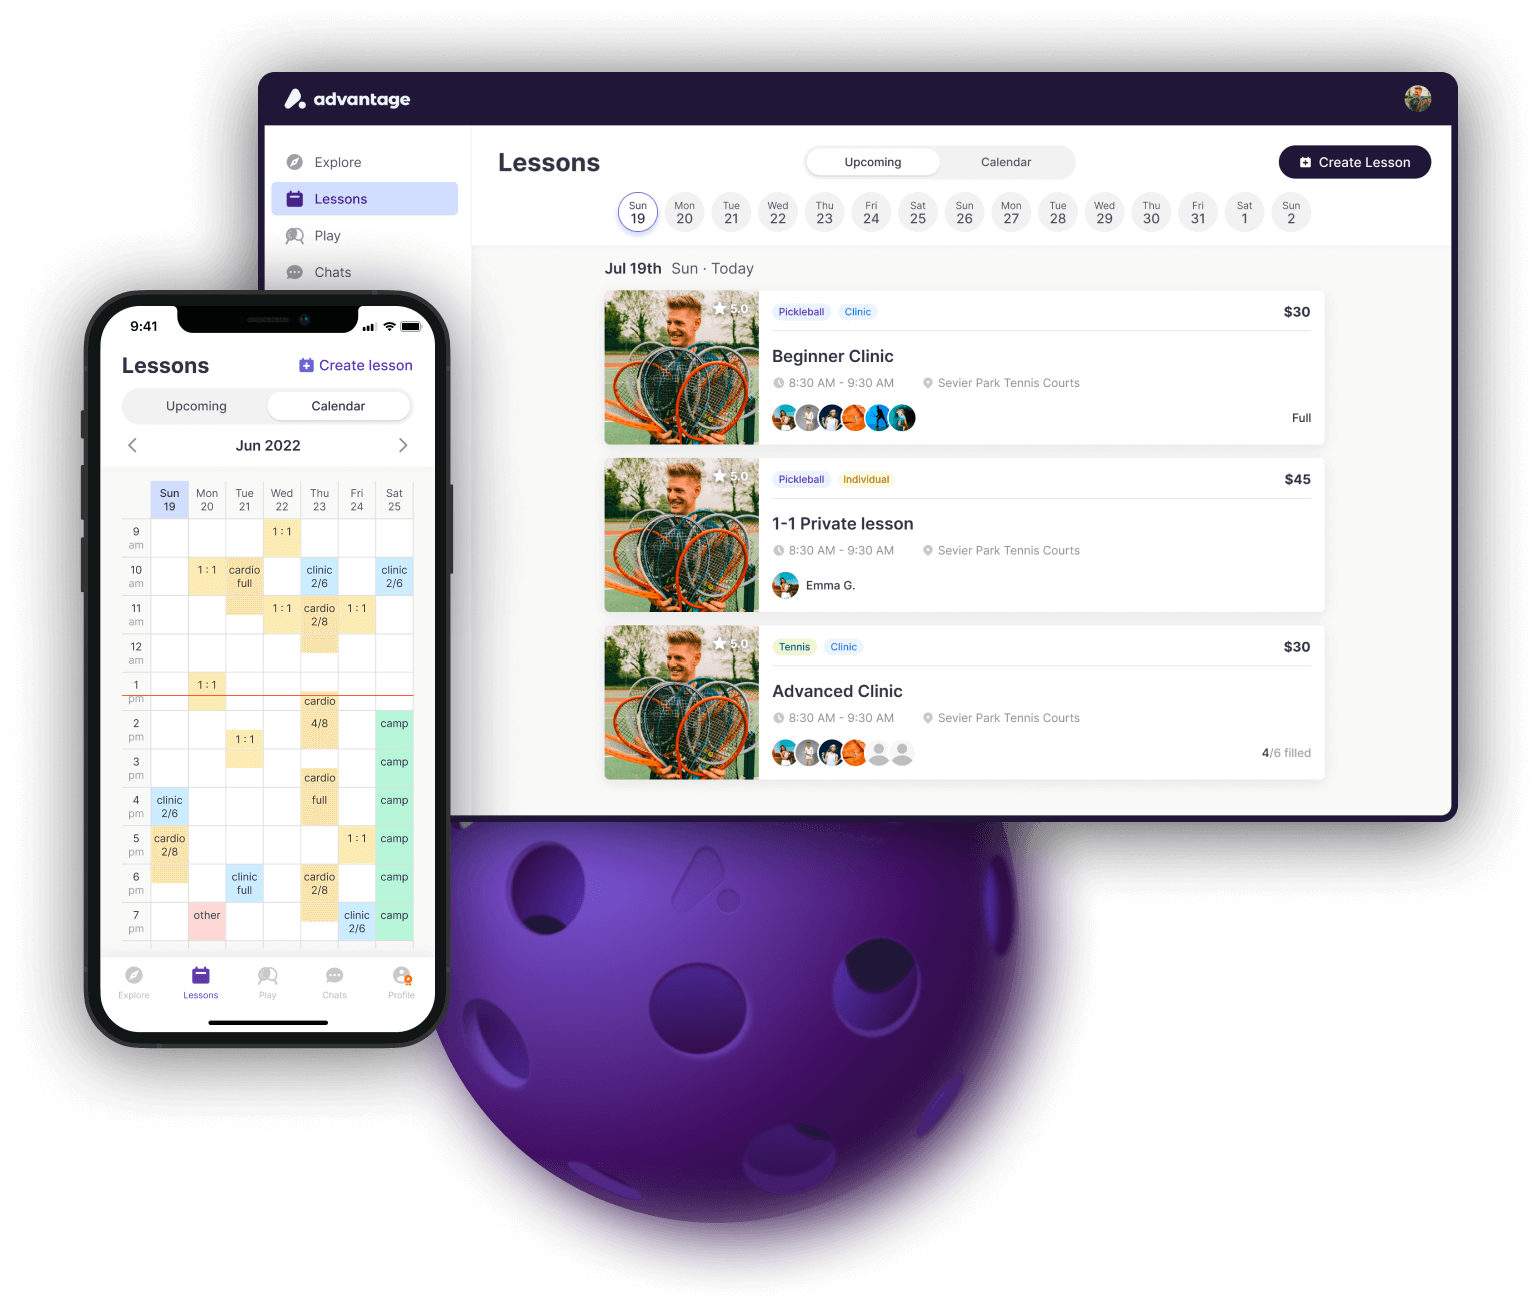 advantage
Explore
Lessons
Play
Chats
Lessons
Upcoming Calendar
Create Lesson
Sun Mon Tue Wed Thu Fri Sat Sun Mon Tue Wed Thu Fri Sat Sun
19 20 21 22 23 24 25 26 27 28 29 30 31 1 2
Jul 19th Sun · Today
5.0
Pickleball Clinic $30
Beginner Clinic
8:30 AM - 9:30 AM Sevier Park Tennis Courts
Full
5.0
Pickleball Individual $45
1-1 Private lesson
8:30 AM - 9:30 AM Sevier Park Tennis Courts
Emma G.
5.0
Tennis Clinic $30
Advanced Clinic
8:30 AM - 9:30 AM Sevier Park Tennis Courts
4/6 filled
9:41
Lessons Create lesson
Upcoming Calendar
Jun 2022
Sun Mon Tue Wed Thu Fri Sat
19 20 21 22 23 24 25
9 1 : 1
am
10 1 : 1 cardio clinic clinic
am full 2/6 2/6
11 1 : 1 cardio 1 : 1
am 2/8
12
am
1 1 : 1
pm cardio
2 4/8 camp
pm 1 : 1
3 camp
pm cardio
4 clinic full camp
pm 2/6
5 cardio 1 : 1 camp
pm 2/8
6 clinic cardio camp
pm full 2/8
7 other clinic camp
pm 2/6
Explore Lessons Play Chats Profile